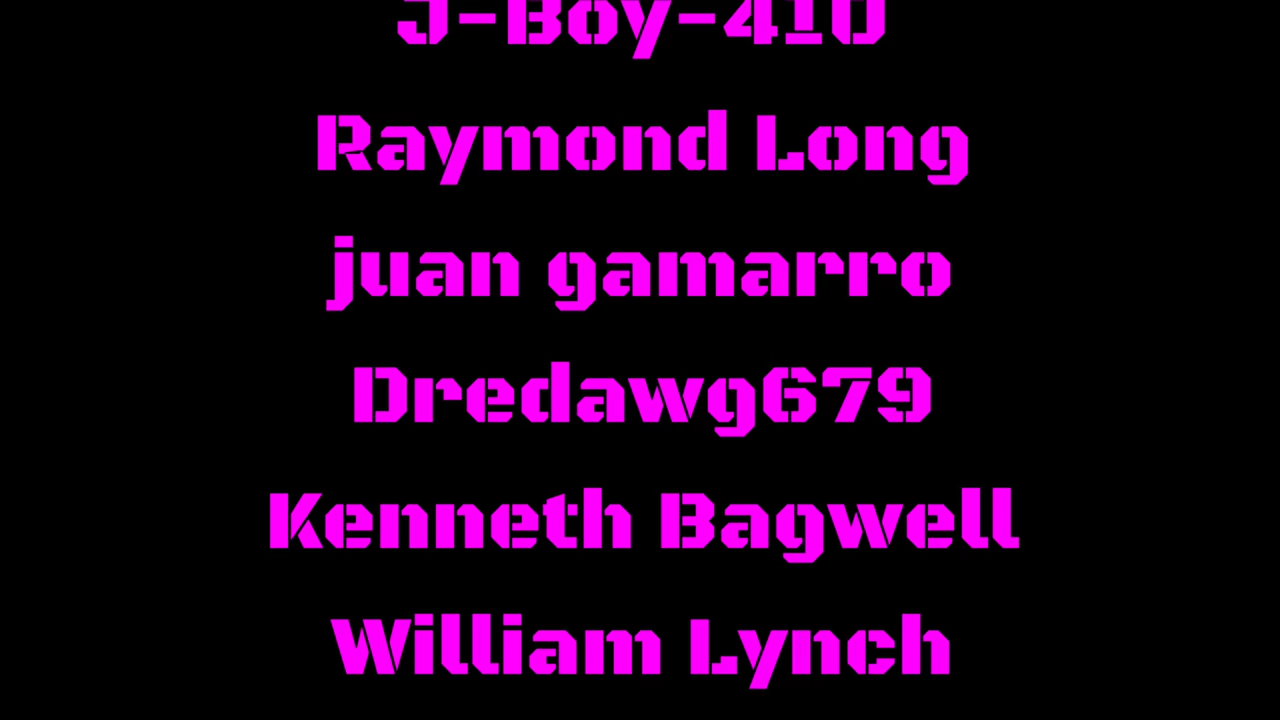 J-Boy-410
Raymond Long
juan gamarro
Dredawg679
Kenneth Bagwell
William Lynch